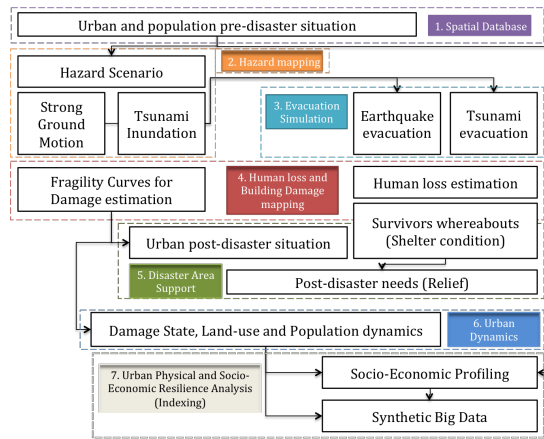 Urban and population pre-disaster situation
1. Spatial Database
2. Hazard mapping
Hazard Scenario
Strong
Ground
Motion
Tsunami
Inundation
3. Evacuation
Simulation
Earthquake
evacuation
Tsunami
evacuation
Fragility Curves for
Damage estimation
4. Human loss and
Building Damage
mapping
Human loss estimation
Survivors whereabouts
(Shelter condition)
Urban post-disaster situation
5. Disaster Area
Support
Post-disaster needs (Relief)
Damage State, Land-use and Population dynamics
6. Urban
Dynamics
7. Urban Physical and Socio-
Economic Resilience Analysis
(Indexing)
Socio-Economic Profiling
Synthetic Big Data